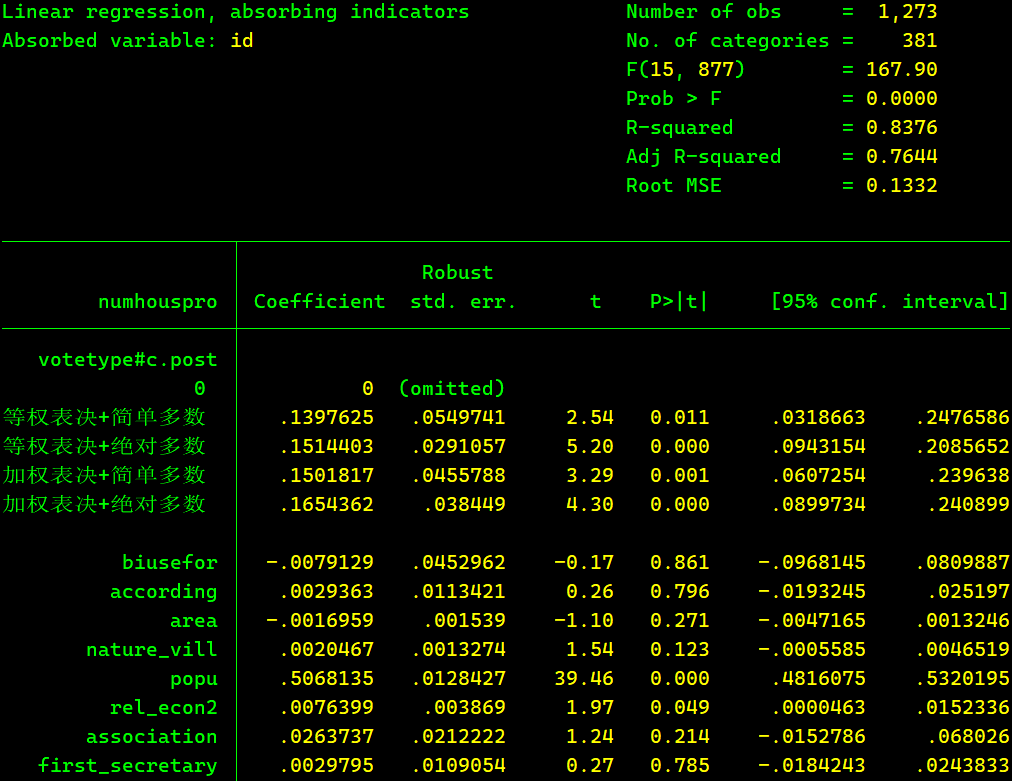 Linear regression, absorbing indicators Number of obs = 1,273
Absorbed variable: id No. of categories = 381
F(15, 877) = 167.90
Prob > F = 0.0000
R-squared = 0.8376
Adj R-squared = 0.7644
Root MSE = 0.1332
Robust
numhouspro Coefficient std. err. t P>|t| [95% conf. interval]
votetype#c.post
0 0 (omitted)
等权表决+简单多数 .1397625 .0549741 2.54 0.011 .0318663 .2476586
等权表决+绝对多数 .1514403 .0291057 5.20 0.000 .0943154 .2085652
加权表决+简单多数 .1501817 .0455788 3.29 0.001 .0607254 .239638
加权表决+绝对多数 .1654362 .038449 4.30 0.000 .0899734 .240899
biusefor -.0079129 .0452962 -0.17 0.861 -.0968145 .0809887
according .0029363 .0113421 0.26 0.796 -.0193245 .025197
area -.0016959 .001539 -1.10 0.271 -.0047165 .0013246
nature_vill .0020467 .0013274 1.54 0.123 -.0005585 .0046519
popu .5068135 .0128427 39.46 0.000 .4816075 .5320195
rel_econ2 .0076399 .003869 1.97 0.049 .0000463 .0152336
association .0263737 .0212222 1.24 0.214 -.0152786 .068026
first_secretary .0029795 .0109054 0.27 0.785 -.0184243 .0243833